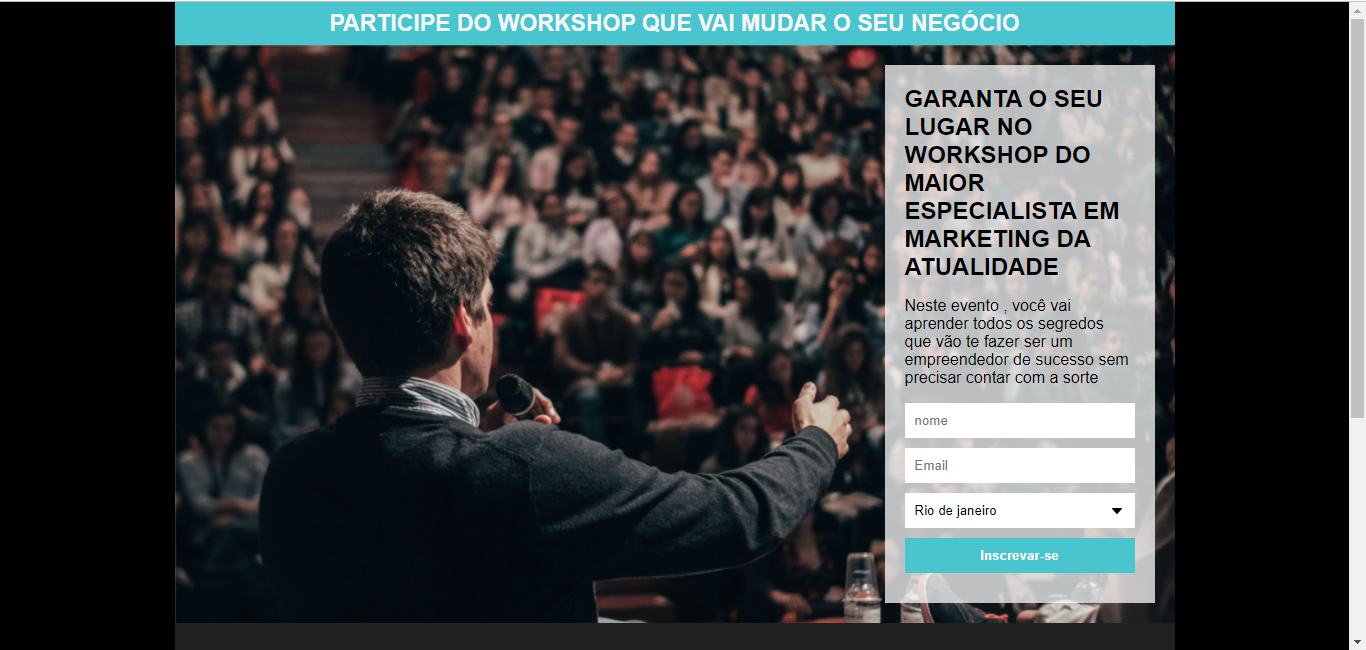 PARTICIPE DO WORKSHOP QUE VAI MUDAR O SEU NEGÓCIO
GARANTA O SEU
LUGAR NO
WORKSHOP DO
MAIOR
ESPECIALISTA EM
MARKETING DA
ATUALIDADE
Neste evento , você vai
aprender todos os segredos
que vão te fazer ser um
empreendedor de sucesso sem
precisar contar com a sorte
nome
Email
Rio de janeiro
Inscrevar-se